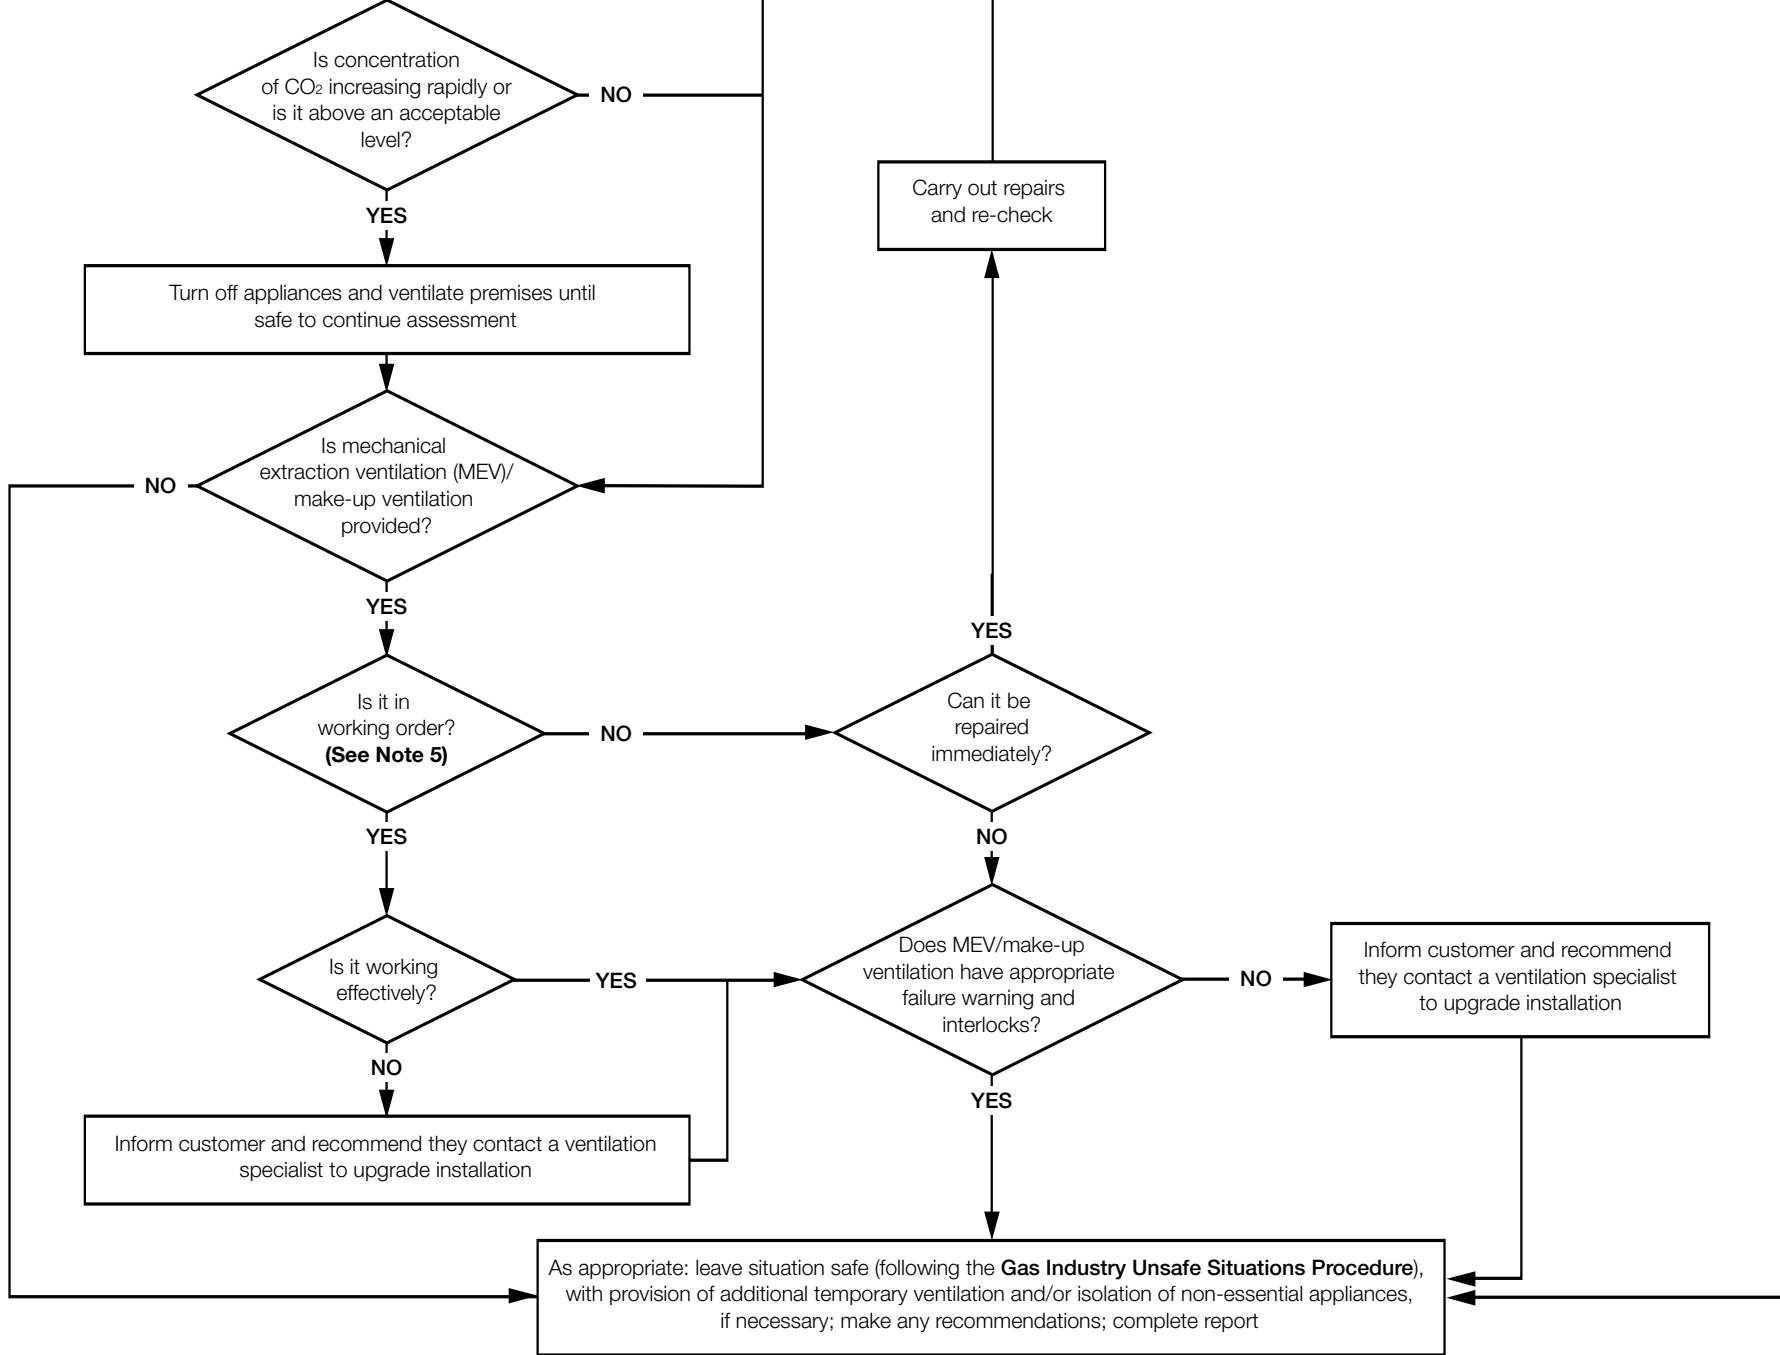 Is concentration
of CO₂ increasing rapidly or
is it above an acceptable
level?
NO
YES
Carry out repairs
and re-check
Turn off appliances and ventilate premises until
safe to continue assessment
Is mechanical
extraction ventilation (MEV)/
make-up ventilation
provided?
NO
YES
YES
Is it in
working order?
(See Note 5)
NO
Can it be
repaired
immediately?
YES
NO
Is it working
effectively?
YES
Does MEV/make-up
ventilation have appropriate
failure warning and
interlocks?
NO
Inform customer and recommend
they contact a ventilation specialist
to upgrade installation
NO
YES
Inform customer and recommend they contact a ventilation
specialist to upgrade installation
As appropriate: leave situation safe (following the Gas Industry Unsafe Situations Procedure),
with provision of additional temporary ventilation and/or isolation of non-essential appliances,
if necessary; make any recommendations; complete report